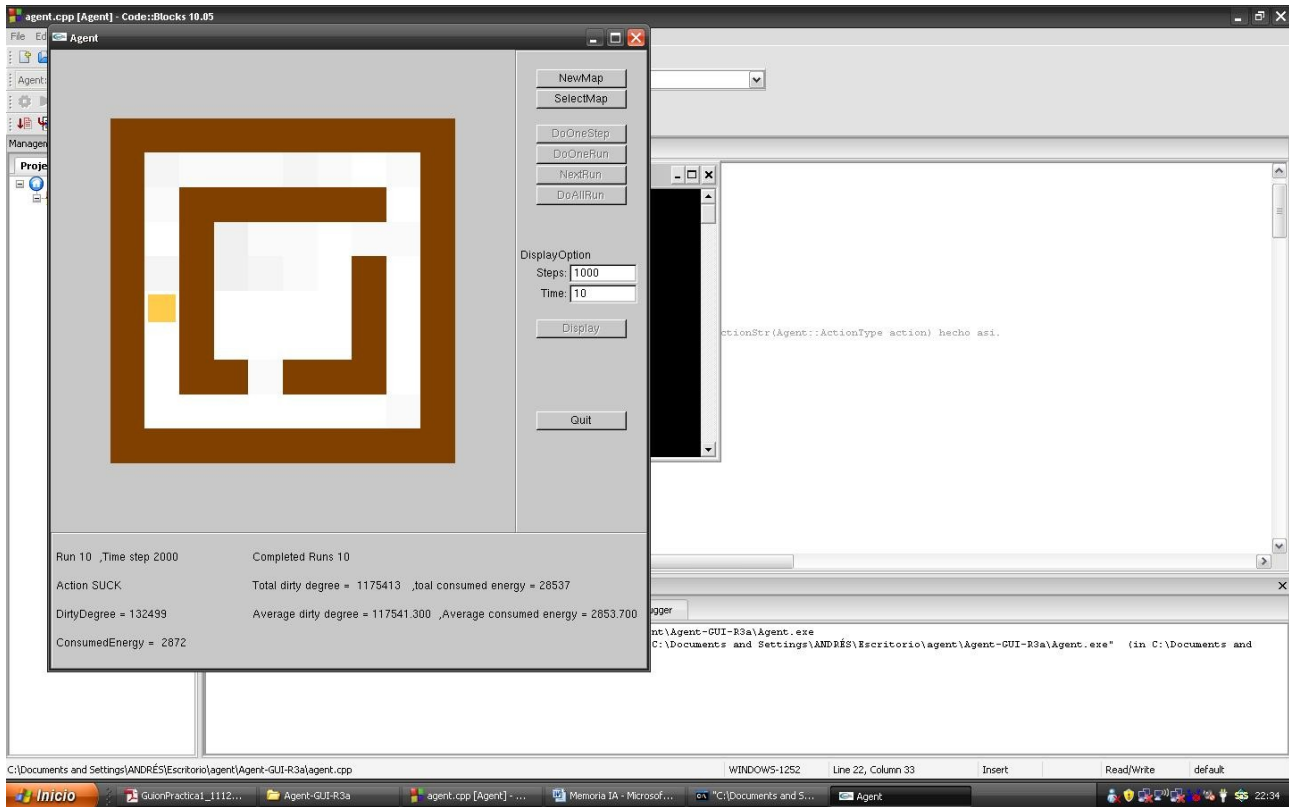 agent.cpp [Agent] - Code::Blocks 10.05
File Ed
Agent
NewMap
SelectMap
Agent:
DoOneStep
DoOneRun
NextRun
DoAllRun
Managem
Proje
DisplayOption
Steps: 1000
Time: 10
Display
ctionStr(Agent::ActionType action) hecho asi.
Quit
Run 10 ,Time step 2000 Completed Runs 10
Action SUCK Total dirty degree = 1175413 ,toal consumed energy = 28537
DirtyDegree = 132499 Average dirty degree = 117541.300 ,Average consumed energy = 2853.700
ConsumedEnergy = 2872
ugger
nt\Agent-GUI-R3a\Agent.exe
C:\Documents and Settings\ANDRÉS\Escritorio\agent\Agent-GUI-R3a\Agent.exe" (in C:\Documents and
C:\Documents and Settings\ANDRÉS\Escritorio\agent\Agent-GUI-R3a\agent.cpp WINDOWS-1252 Line 22, Column 33 Insert Read/Write default
Inicio GuionPractica1_1112... Agent-GUI-R3a agent.cpp [Agent] - ... Memoria IA - Microsof... "C:\Documents and S... Agent 22:34